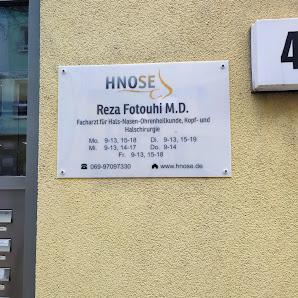 HNOSE
Reza Fotouhi M.D.
Facharzt für Hals-Nasen-Ohrenheilkunde, Kopf- und
Halschirurgie
Mo. 9-13, 15-18 Di. 9-13, 15-19
Mi. 9-13, 14-17 Do. 9-14
Fr. 9-13, 15-18
069-97097330 www.hnose.de
4